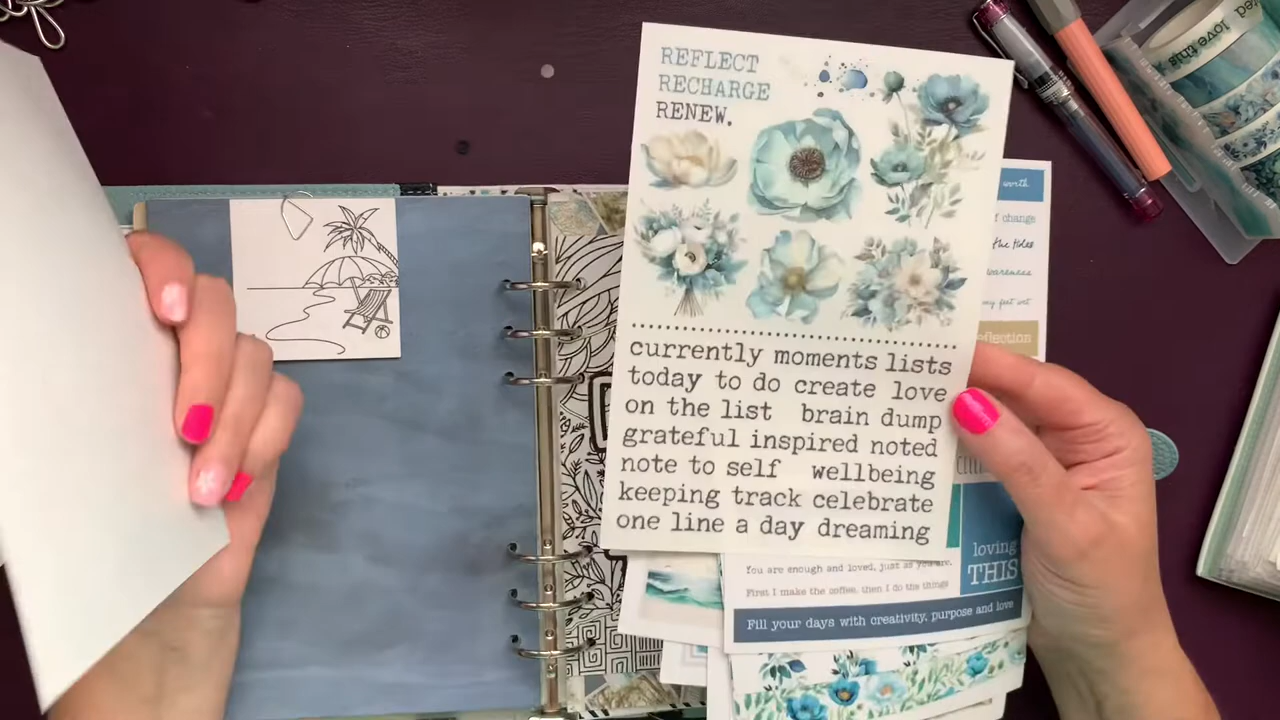 REFLECT
RECHARGE
RENEW.
currently moments lists
today to do create love
on the list brain dump
grateful inspired noted
note to self wellbeing
keeping track celebrate
one line a day dreaming
worth
f change
the tides
awareness
eflection
loving
THIS
You are enough and loved, just as you are.
First I make the coffee, then I do the things
Fill your days with creativity, purpose and love
love this